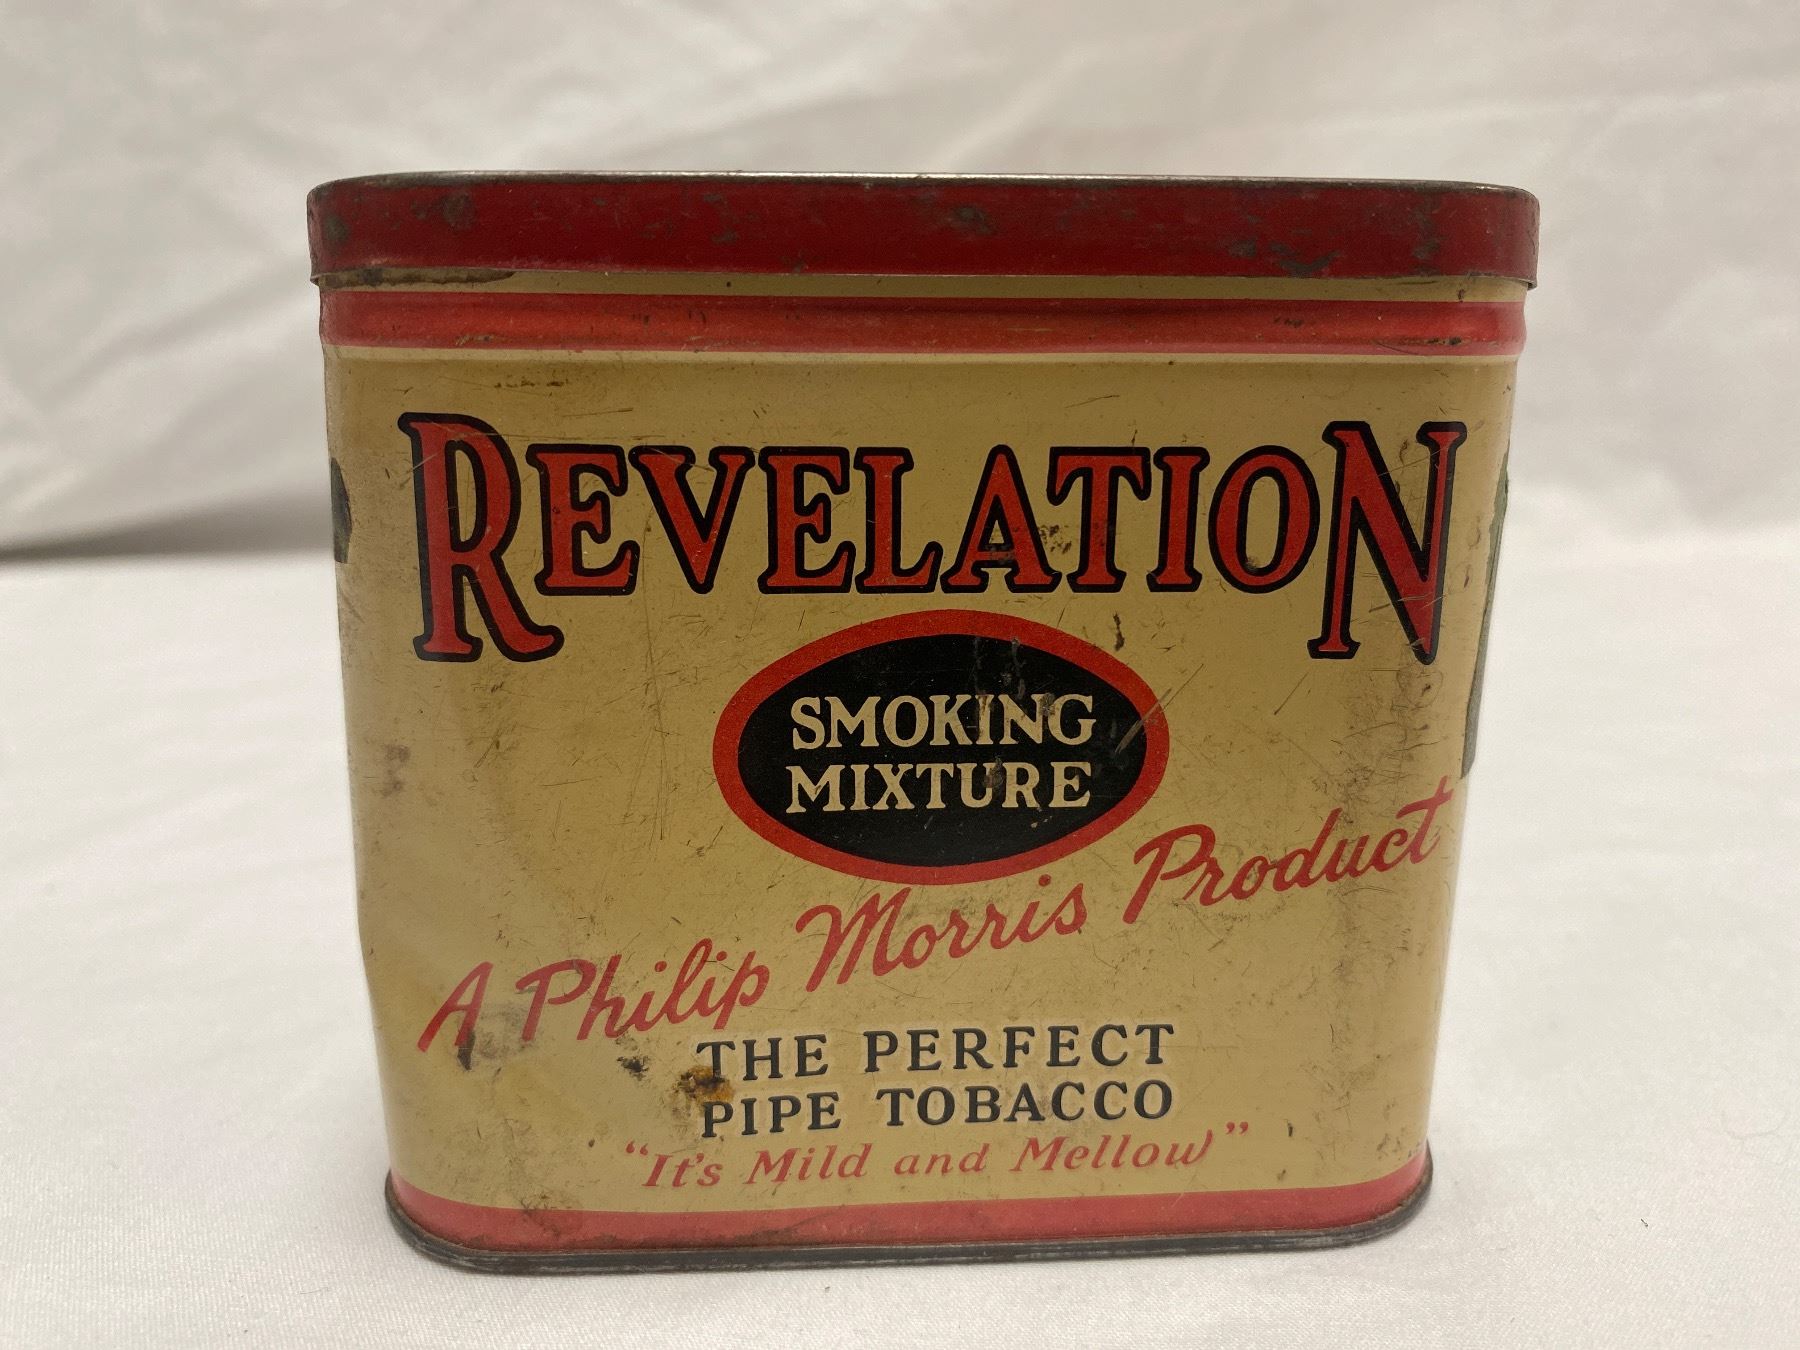 REVELATION
SMOKING
MIXTURE
A Philip Morris Product
THE PERFECT
PIPE TOBACCO
"It's Mild and Mellow"